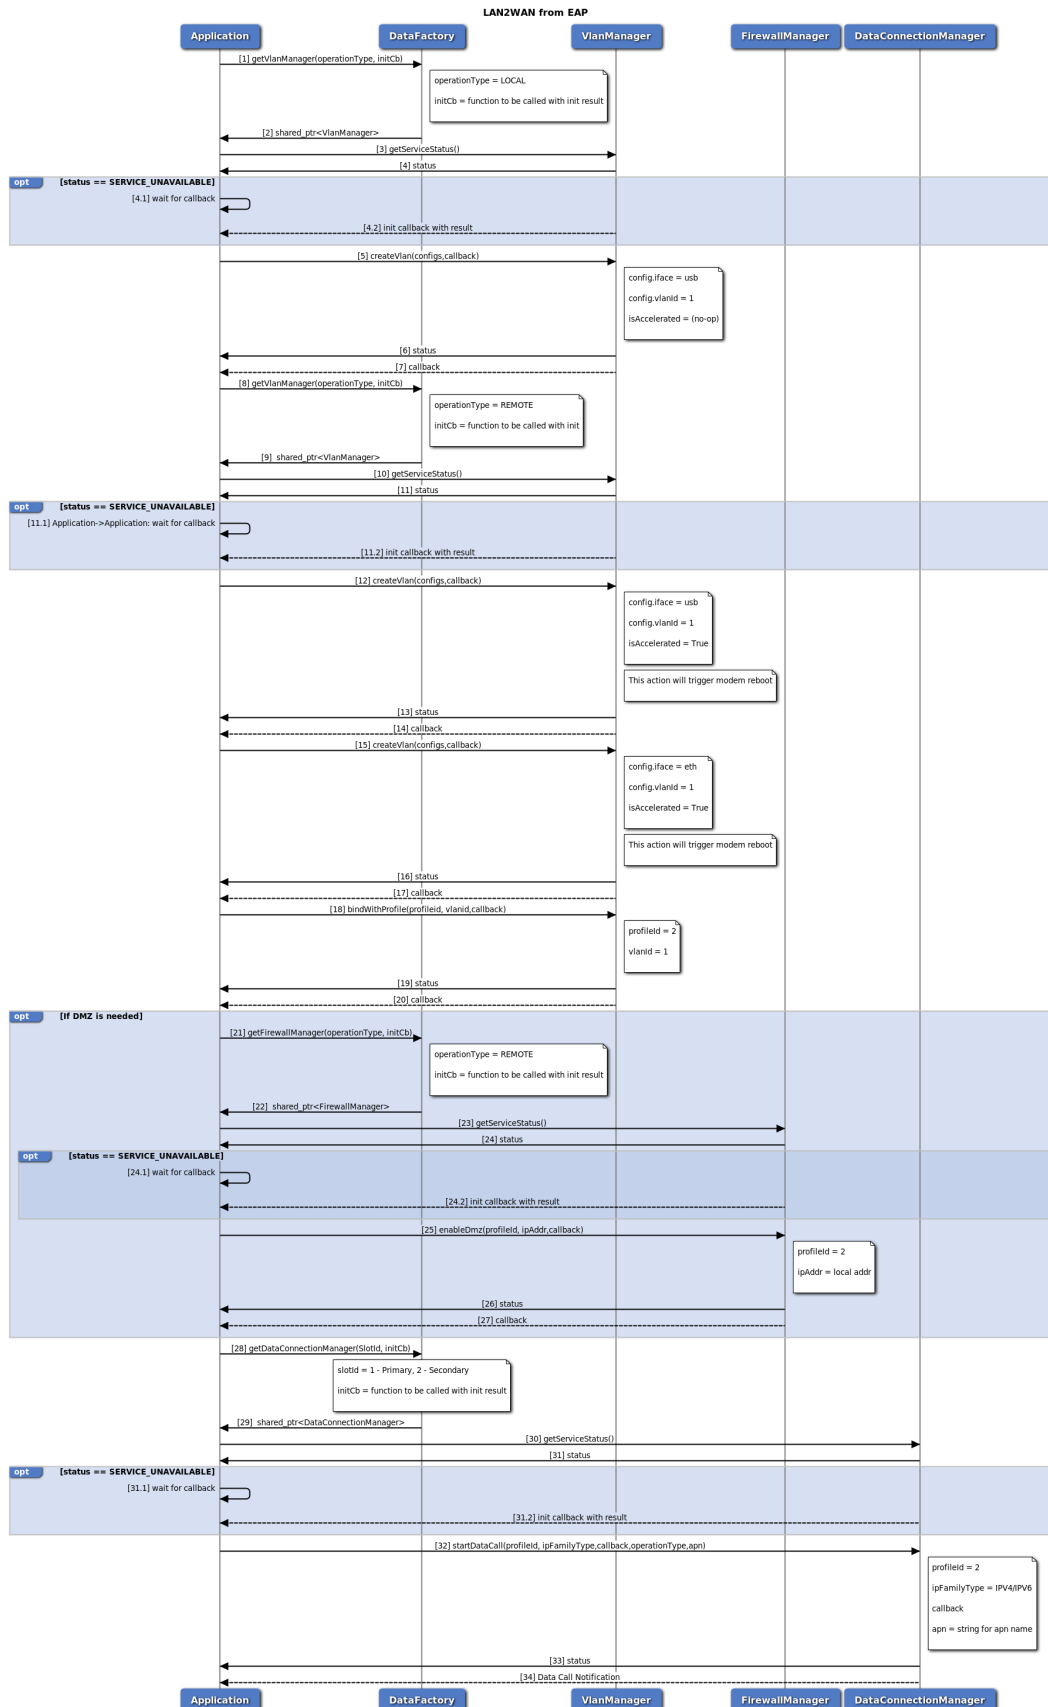 LAN2WAN from EAP
Application
DataFactory
VlanManager
FirewallManager
DataConnectionManager
[1] getVlanManager(operationType, initCb)
operationType = LOCAL
initCb = function to be called with init result
[2] shared_ptr<VlanManager>
[3] getServiceStatus()
[4] status
opt
[status == SERVICE_UNAVAILABLE]
[4.1] wait for callback
[4.2] init callback with result
[5] createVlan(configs,callback)
config.iface = usb
config.vlanId = 1
isAccelerated = (no-op)
[6] status
[7] callback
[8] getVlanManager(operationType, initCb)
operationType = REMOTE
initCb = function to be called with init
[9] shared_ptr<VlanManager>
[10] getServiceStatus()
[11] status
opt
[status == SERVICE_UNAVAILABLE]
[11.1] Application->Application: wait for callback
[11.2] init callback with result
[12] createVlan(configs,callback)
config.iface = usb
config.vlanId = 1
isAccelerated = True
This action will trigger modem reboot
[13] status
[14] callback
[15] createVlan(configs,callback)
config.iface = eth
config.vlanId = 1
isAccelerated = True
This action will trigger modem reboot
[16] status
[17] callback
[18] bindWithProfile(profileid, vlanid,callback)
profileId = 2
vlanId = 1
[19] status
[20] callback
opt
[If DMZ is needed]
[21] getFirewallManager(operationType, initCb)
operationType = REMOTE
initCb = function to be called with init result
[22] shared_ptr<FirewallManager>
[23] getServiceStatus()
[24] status
opt
[status == SERVICE_UNAVAILABLE]
[24.1] wait for callback
[24.2] init callback with result
[25] enableDmz(profileId, ipAddr,callback)
profileId = 2
ipAddr = local addr
[26] status
[27] callback
[28] getDataConnectionManager(SlotId, initCb)
slotId = 1 - Primary, 2 - Secondary
initCb = function to be called with init result
[29] shared_ptr<DataConnectionManager>
[30] getServiceStatus()
[31] status
opt
[status == SERVICE_UNAVAILABLE]
[31.1] wait for callback
[31.2] init callback with result
[32] startDataCall(profileId, ipFamilyType,callback,operationType,apn)
profileId = 2
ipFamilyType = IPV4/IPV6
callback
apn = string for apn name
[33] status
[34] Data Call Notification
Application
DataFactory
VlanManager
FirewallManager
DataConnectionManager